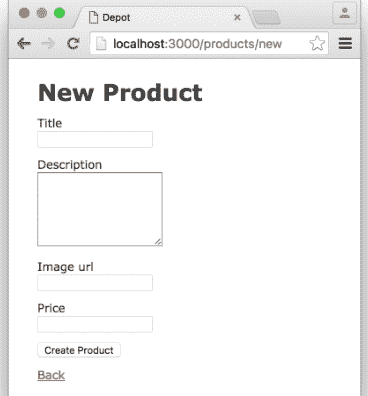 Depot
localhost:3000/products/new
New Product
Title
Description
Image url
Price
Create Product
Back